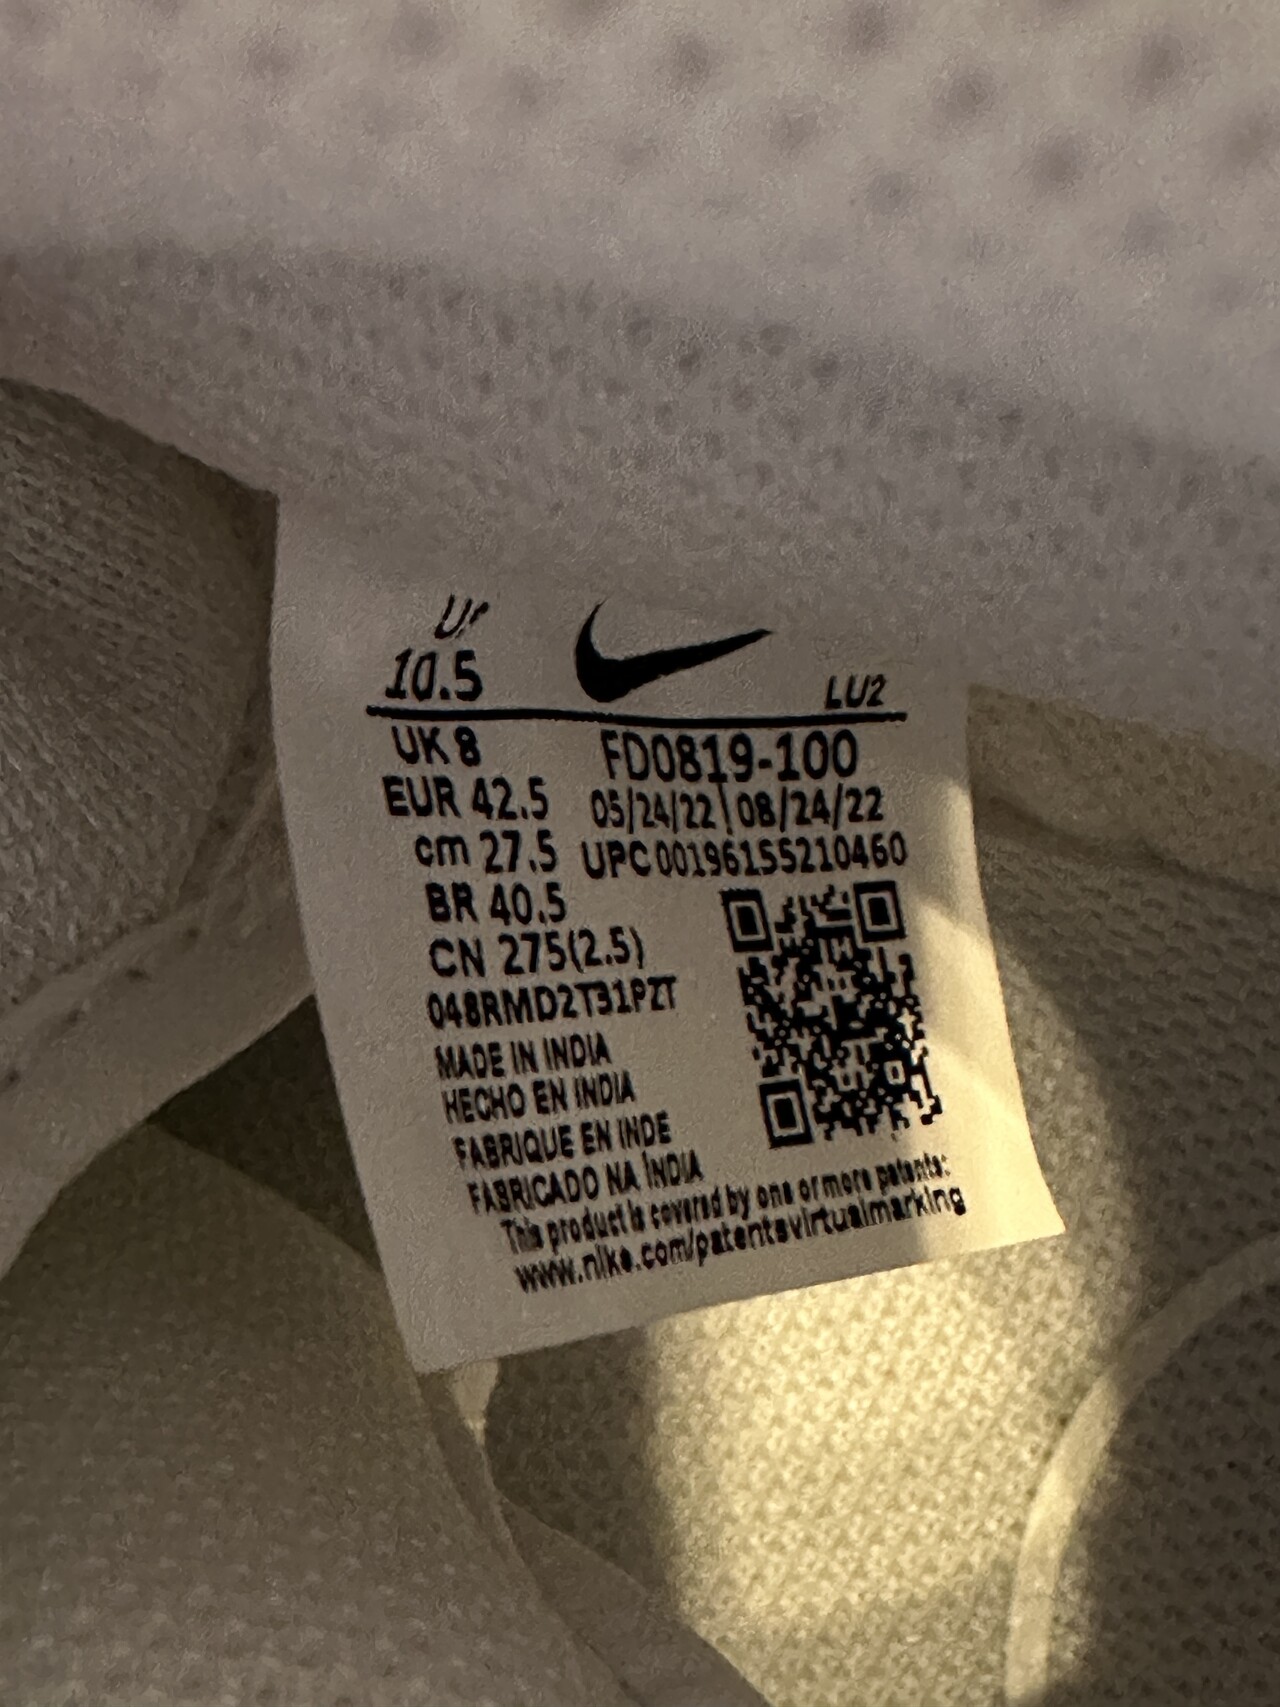 10.5
LU2
UK 8 FD0819-100
EUR 42.5 05/24/22 | 08/24/22
cm 27.5 UPC 00196155210460
BR 40.5
CN 275(2.5)
048RMD2T31PZT
MADE IN INDIA
HECHO EN INDIA
FABRIQUE EN INDE
FABRICADO NA ÍNDIA
This product is covered by one or more patents:
www.nike.com/patentsvirtualmarking